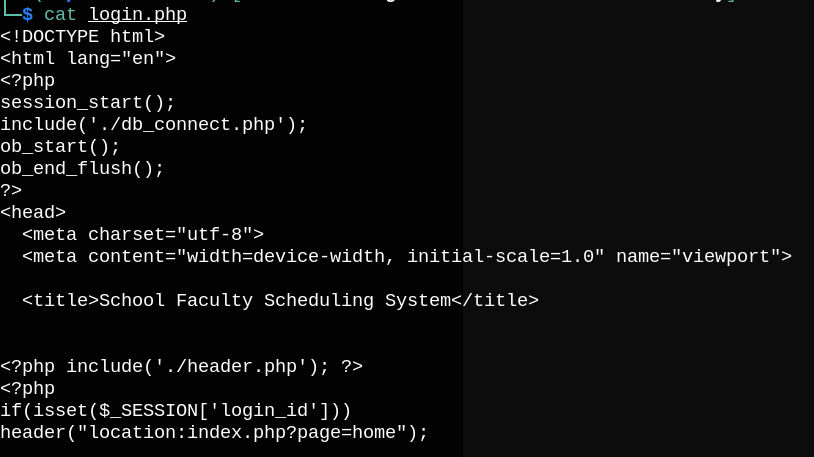 └─$ cat login.php
<!DOCTYPE html>
<html lang="en">
<?php
session_start();
include('./db_connect.php');
ob_start();
ob_end_flush();
?>
<head>
  <meta charset="utf-8">
  <meta content="width=device-width, initial-scale=1.0" name="viewport">
  <title>School Faculty Scheduling System</title>
<?php include('./header.php'); ?>
<?php
if(isset($_SESSION['login_id']))
header("location:index.php?page=home");